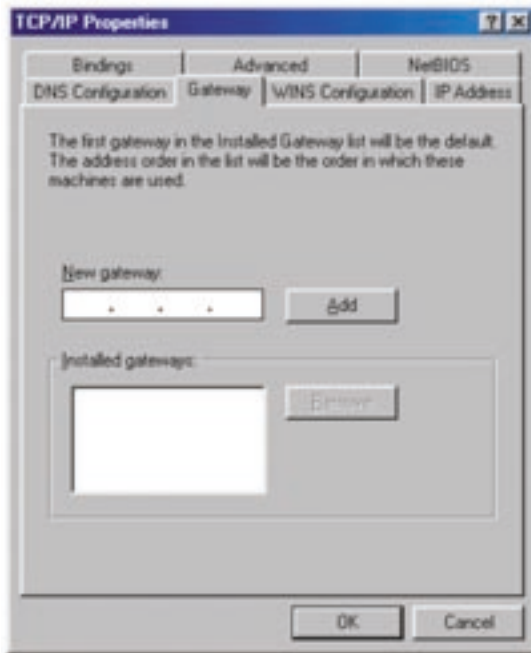 TCP/IP Properties
? X
Bindings Advanced NetBIOS
DNS Configuration Gateway WINS Configuration IP Address
The first gateway in the Installed Gateway list will be the default.
The address order in the list will be the order in which these
machines are used.
New gateway:
. . .
Add
Installed gateways:
Remove
OK Cancel